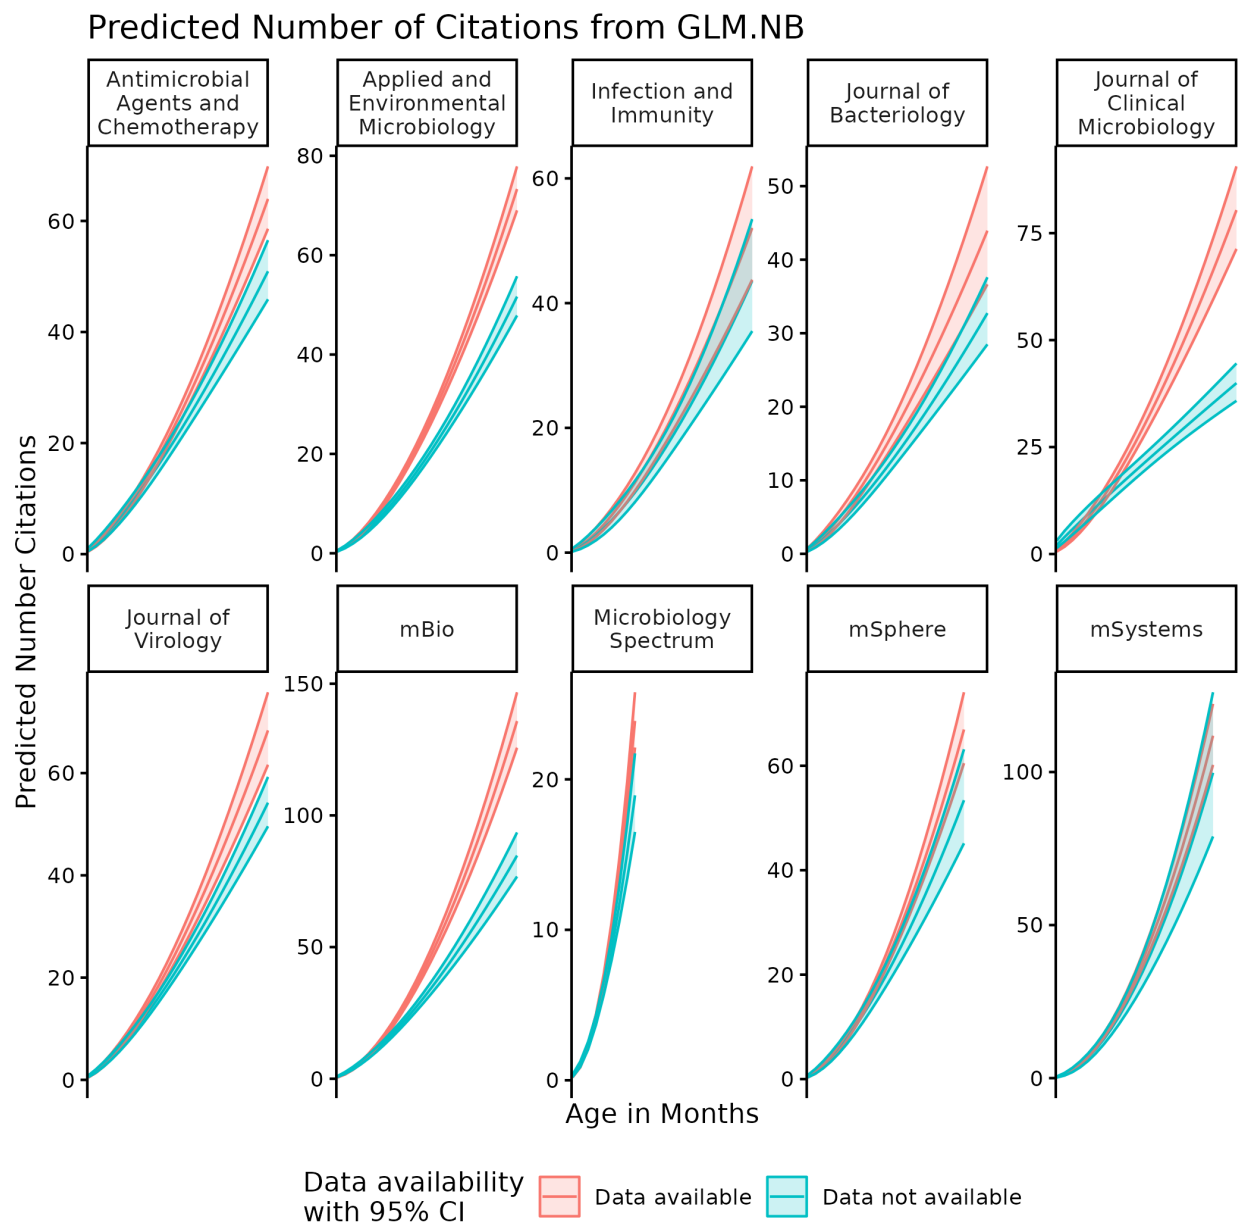 Predicted Number of Citations from GLM.NB
Antimicrobial
Agents and
Chemotherapy
Applied and
Environmental
Microbiology
Infection and
Immunity
Journal of
Bacteriology
Journal of
Clinical
Microbiology
60
40
20
0
80
60
40
20
0
60
40
20
0
50
40
30
20
10
0
75
50
25
0
Predicted Number Citations
Journal of
Virology
mBio
Microbiology
Spectrum
mSphere
mSystems
60
40
20
0
150
100
50
0
20
10
0
60
40
20
0
100
50
0
Age in Months
Data availability
with 95% CI
Data available
Data not available